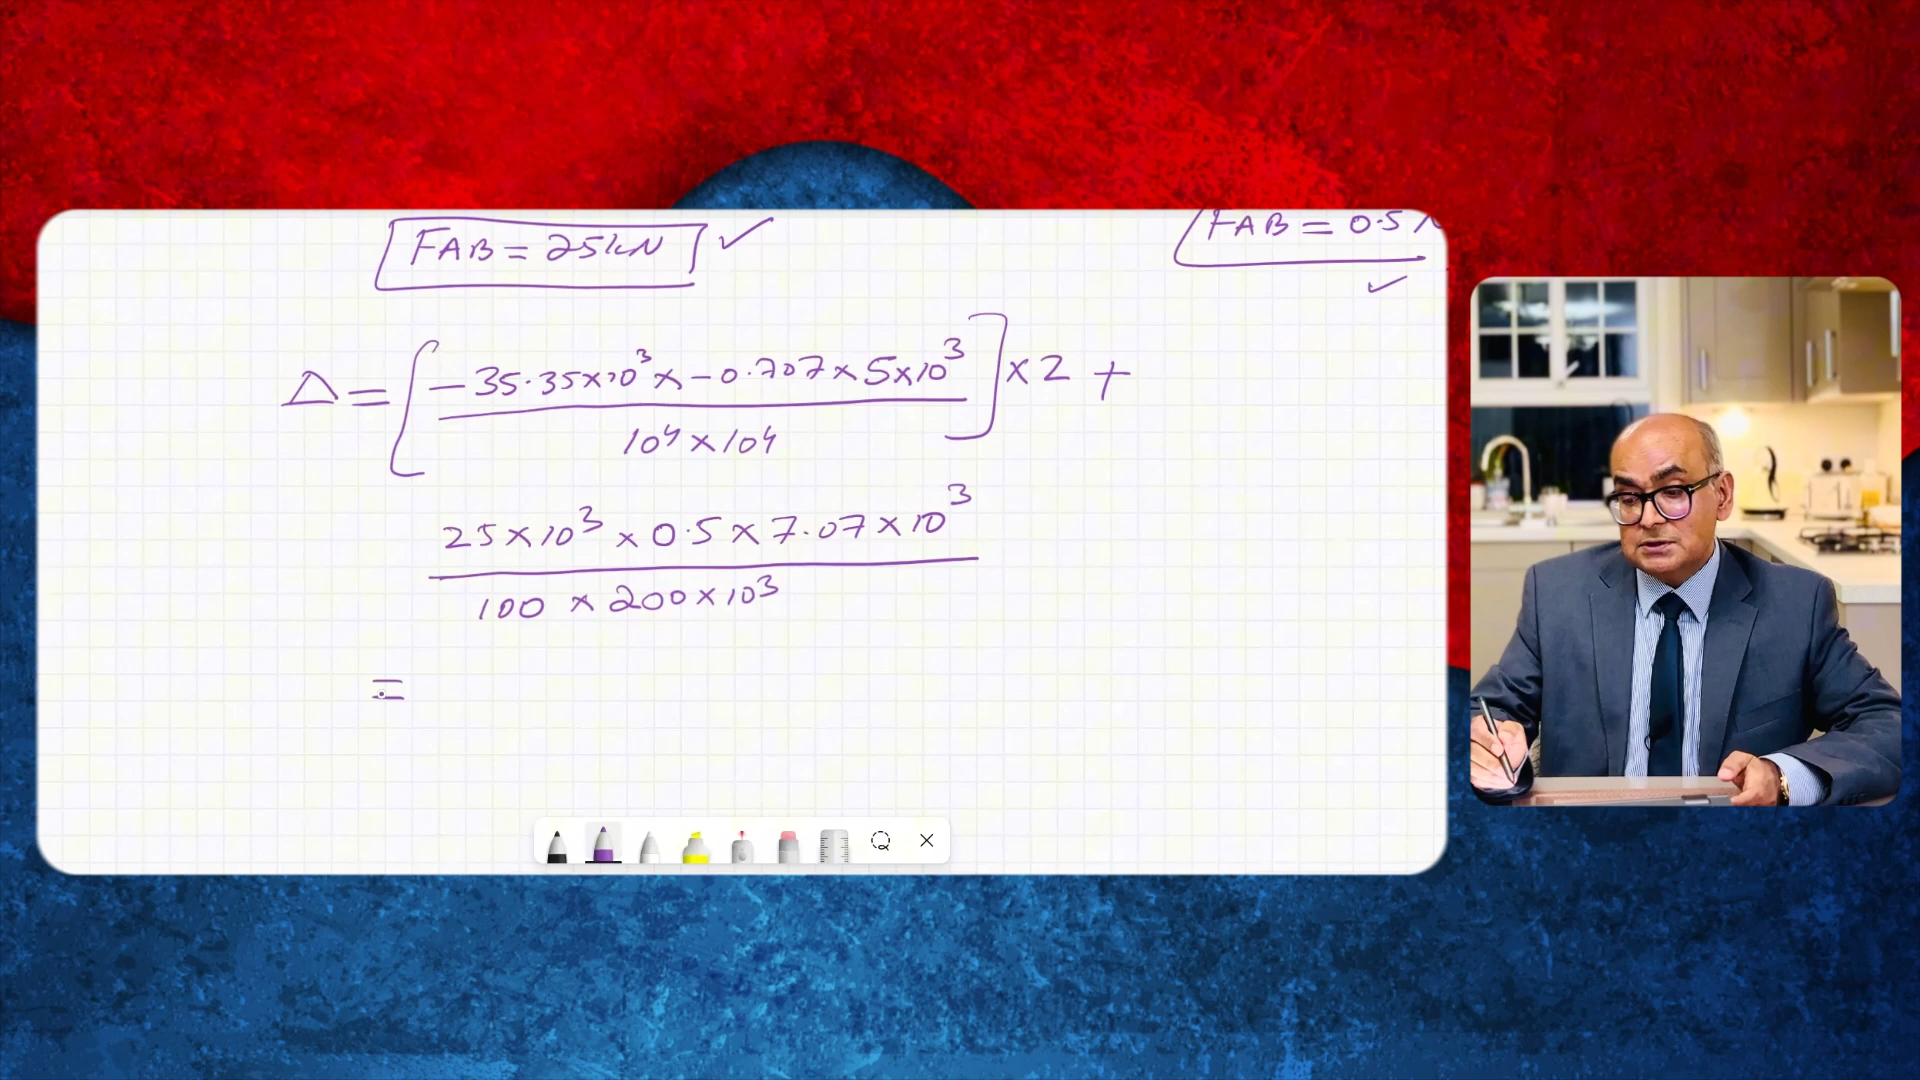 FAB = 25kN ✓
FAB = 0.5
✓
Δ = [ (-35.35×10³ × -0.707 × 5×10³) / (10⁴ × 10⁴) ] × 2 +
25×10³ × 0.5 × 7.07 × 10³
100 × 200×10³
=